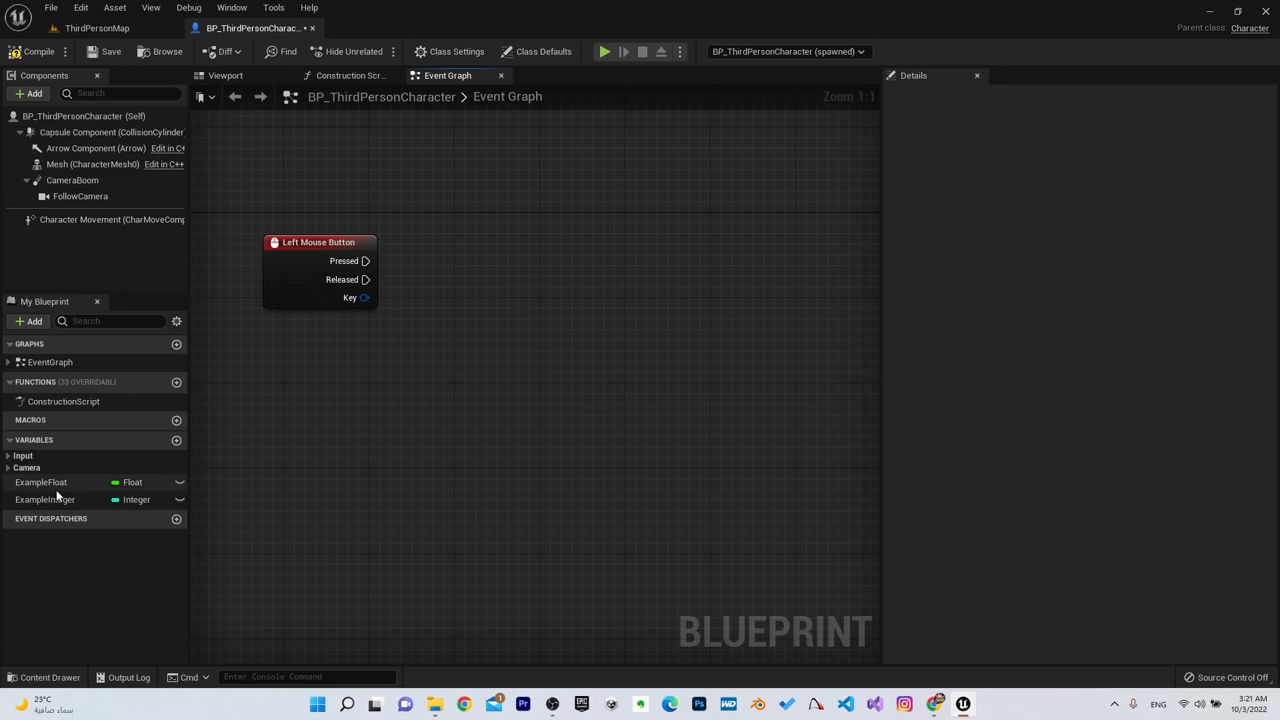 File Edit Asset View Debug Window Tools Help
ThirdPersonMap
BP_ThirdPersonCharac...
Parent class: Character
Compile
Save
Browse
Diff
Find
Hide Unrelated
Class Settings
Class Defaults
BP_ThirdPersonCharacter (spawned)
Components
Viewport
Construction Scr...
Event Graph
Details
Add
Search
BP_ThirdPersonCharacter > Event Graph
Zoom 1:1
BP_ThirdPersonCharacter (Self)
Capsule Component (CollisionCylinder)
Arrow Component (Arrow) Edit in C+
Mesh (CharacterMesh0) Edit in C++
CameraBoom
FollowCamera
Character Movement (CharMoveComp
Left Mouse Button
Pressed
Released
Key
My Blueprint
Add
Search
GRAPHS
EventGraph
FUNCTIONS (33 OVERRIDABLI
ConstructionScript
MACROS
VARIABLES
Input
Camera
ExampleFloat Float
ExampleInteger Integer
EVENT DISPATCHERS
BLUEPRINT
Content Drawer
Output Log
Cmd
Enter Console Command
Source Control Off
23°C
سماء صافية
1
Pr
Ps
WD
ENG
3:21 AM
10/3/2022